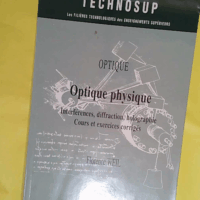 TECHNOSUP
Les FILIÈRES TECHNOLOGIQUES des ENSEIGNEMENTS SUPÉRIEURS
OPTIQUE
Optique physique
Interférences, diffraction, holographie
Cours et exercices corrigés